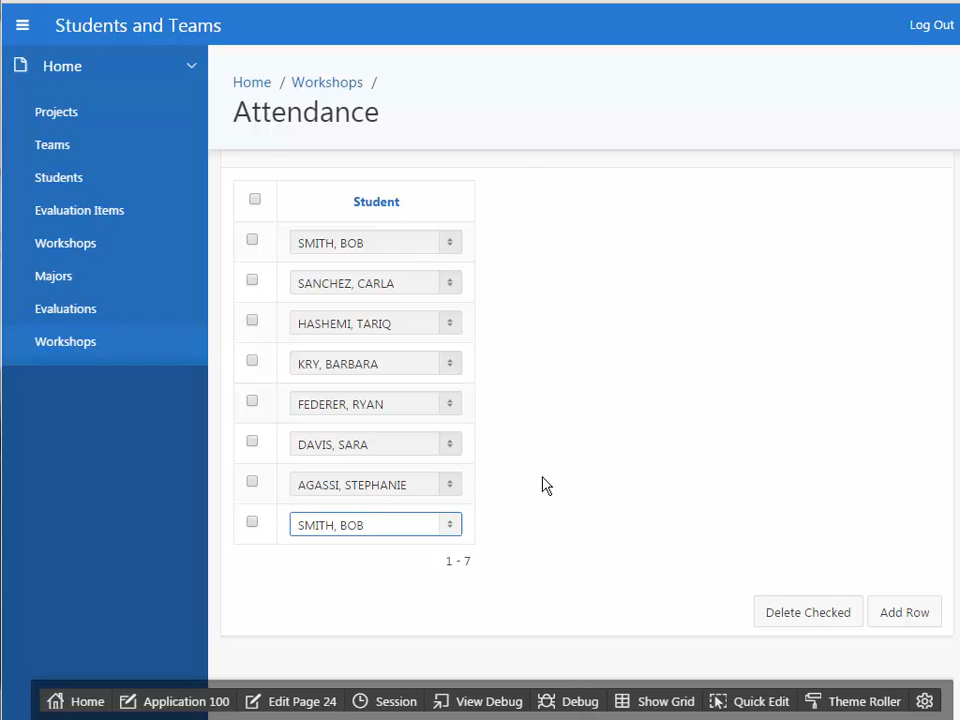 Students and Teams
Log Out
Home
Projects
Teams
Students
Evaluation Items
Workshops
Majors
Evaluations
Workshops
Home / Workshops /
Attendance
Student
SMITH, BOB
SANCHEZ, CARLA
HASHEMI, TARIQ
KRY, BARBARA
FEDERER, RYAN
DAVIS, SARA
AGASSI, STEPHANIE
SMITH, BOB
1 - 7
Delete Checked
Add Row
Home
Application 100
Edit Page 24
Session
View Debug
Debug
Show Grid
Quick Edit
Theme Roller